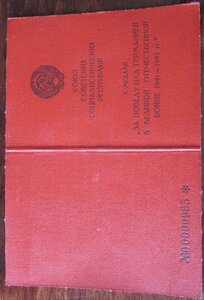 СОЮЗ
СОВЕТСКИХ
СОЦИАЛИСТИЧЕСКИХ
РЕСПУБЛИК
К МЕДАЛИ
„ЗА ПОБЕДУ НАД ГЕРМАНИЕЙ
В ВЕЛИКОЙ ОТЕЧЕСТВЕННОЙ
ВОЙНЕ 1941—1945 гг.“